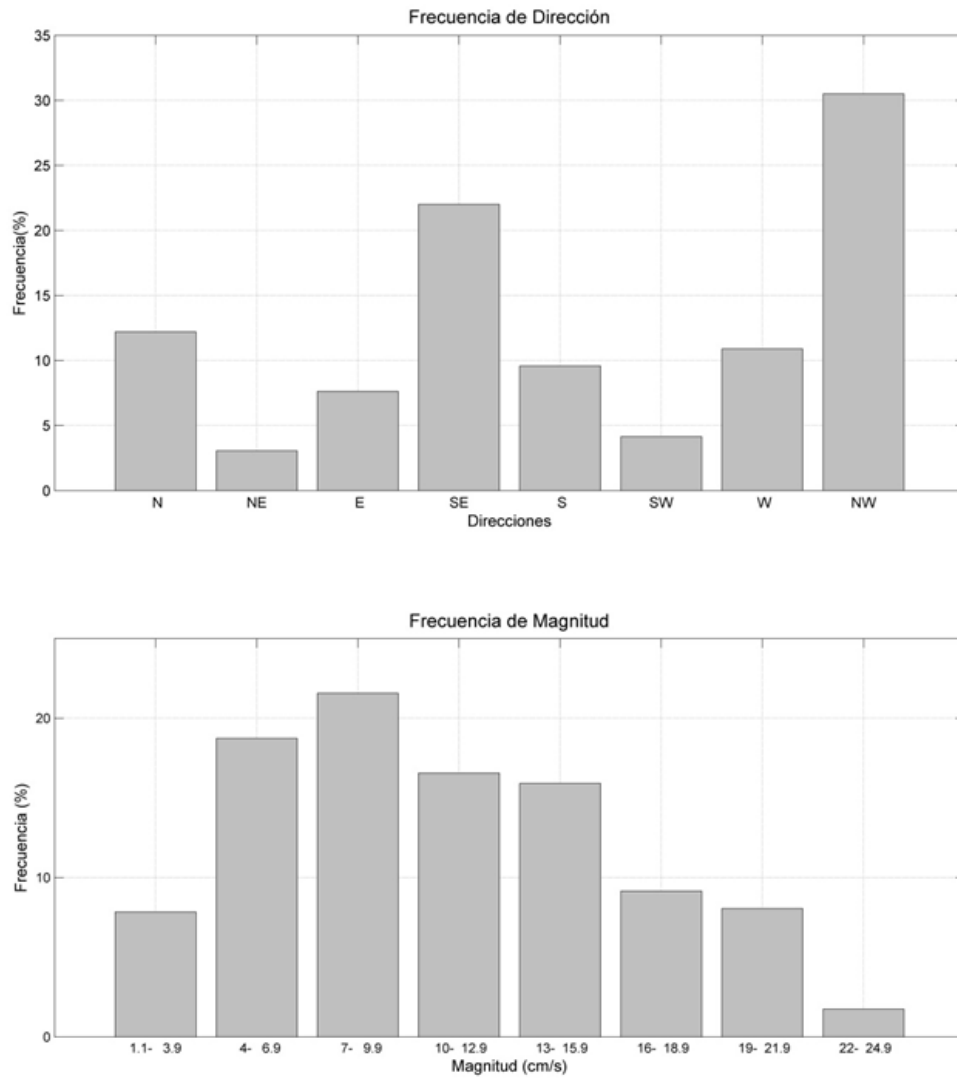 Frecuencia de Dirección
35
30
25
20
15
10
5
0
Frecuencia(%)
N NE E SE S SW W NW
Direcciones
Frecuencia de Magnitud
20
10
0
Frecuencia (%)
1.1- 3.9 4- 6.9 7- 9.9 10- 12.9 13- 15.9 16- 18.9 19- 21.9 22- 24.9
Magnitud (cm/s)